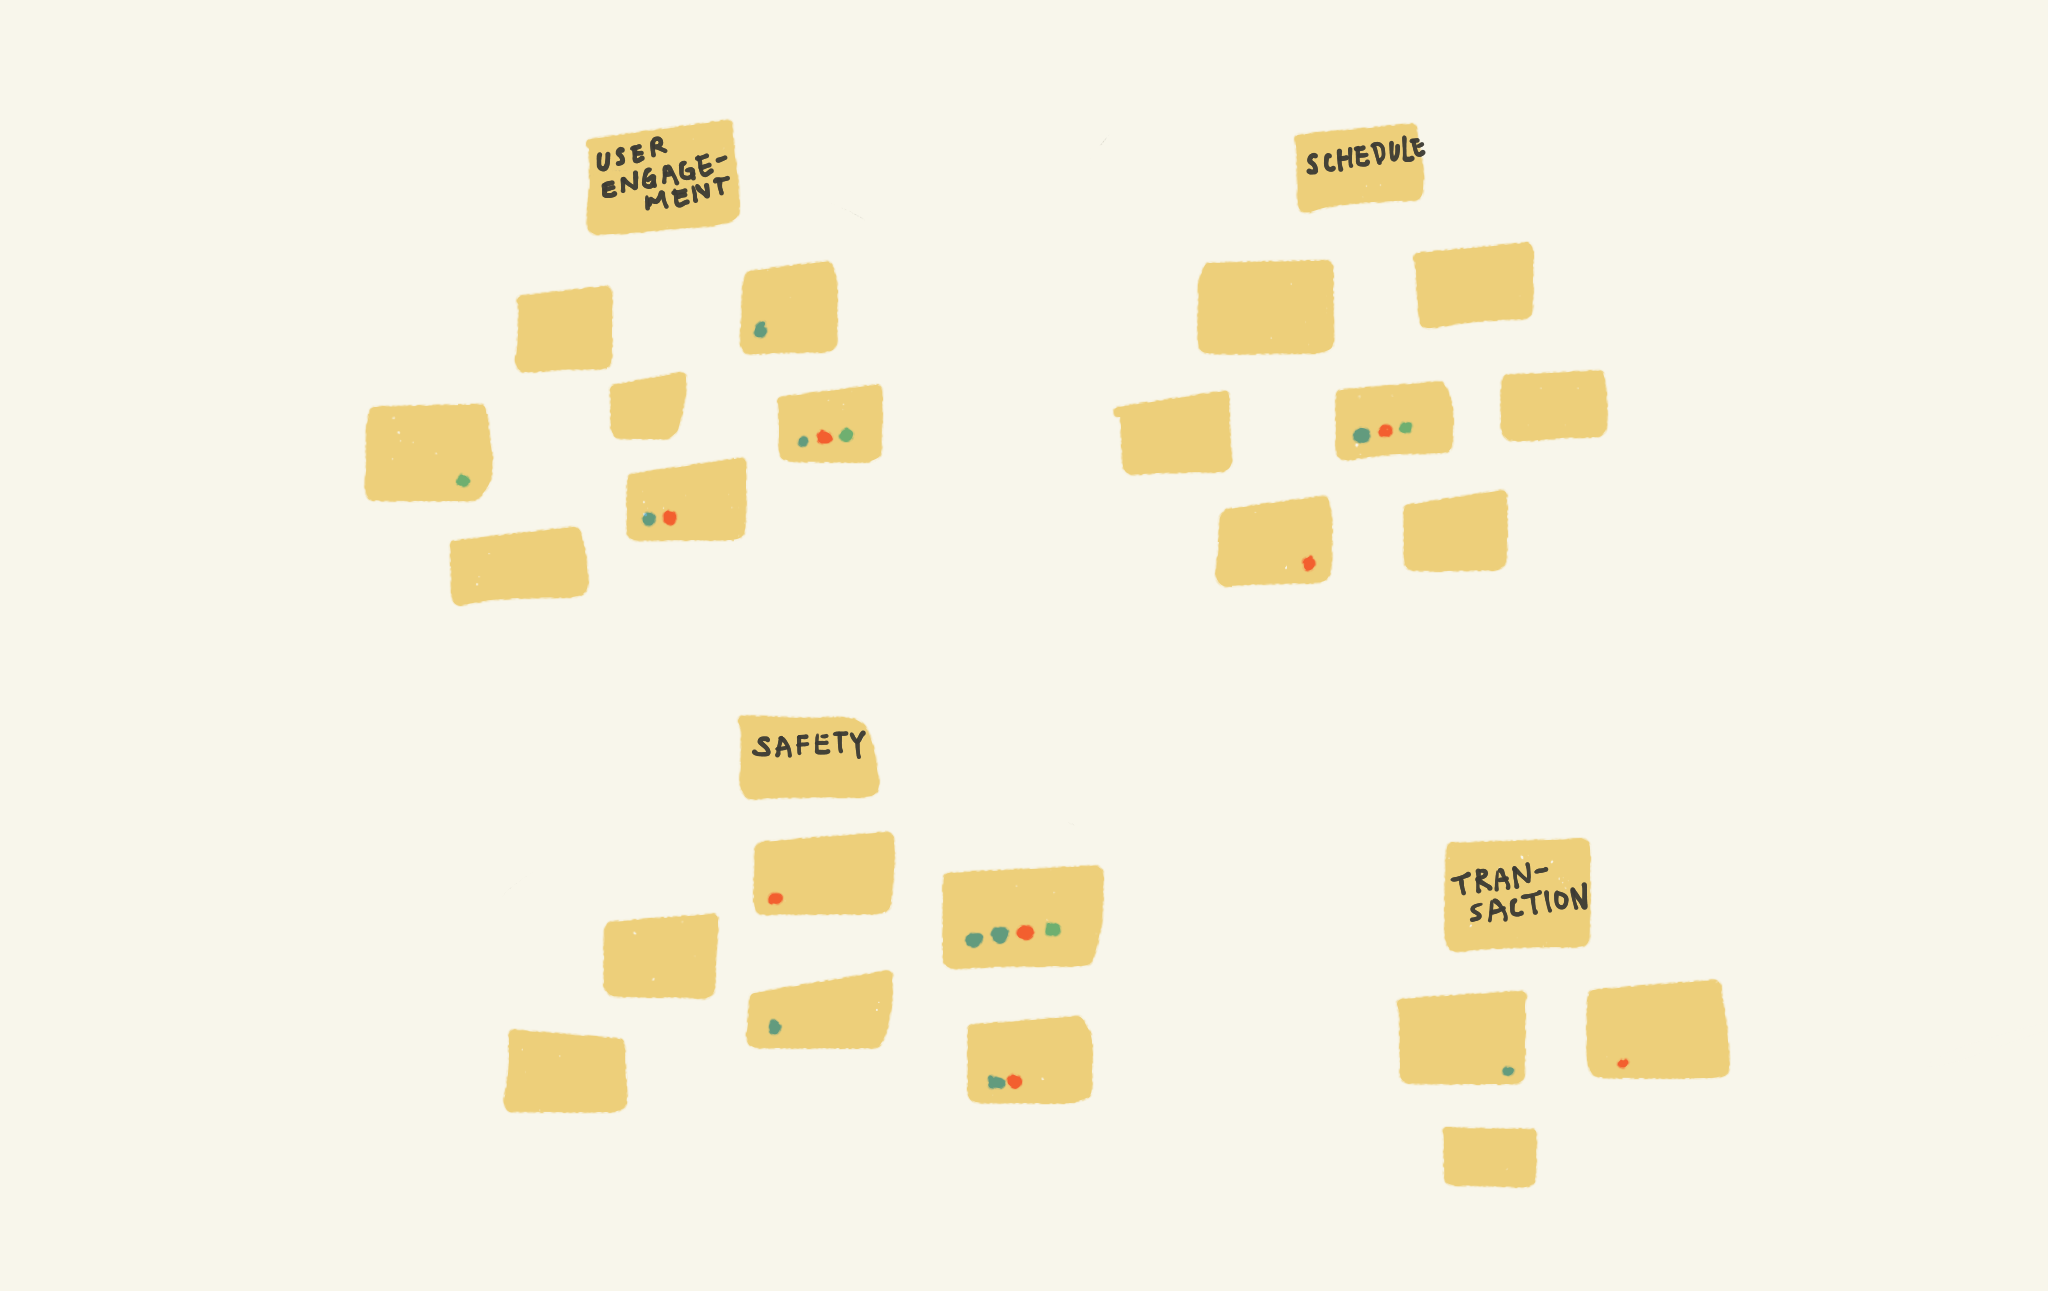 USER
ENGAGE-
MENT
SCHEDULE
SAFETY
TRAN-
SACTION